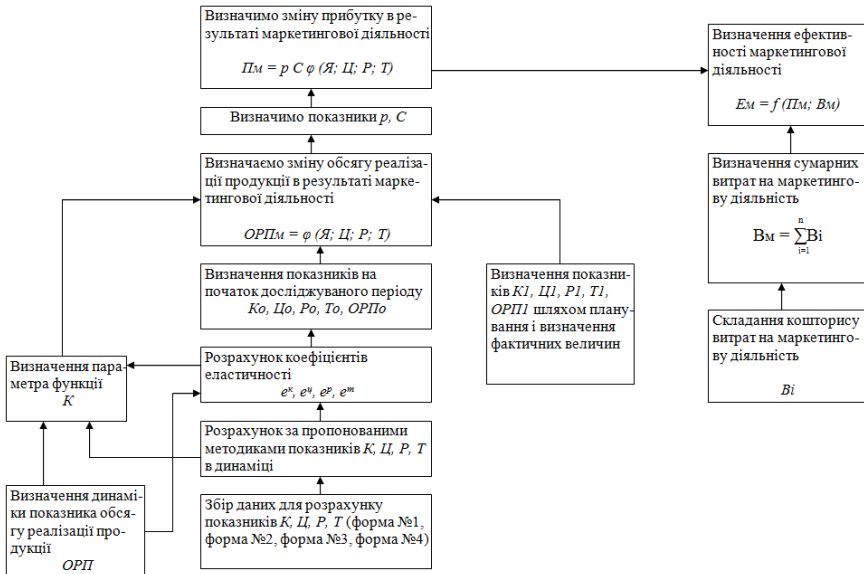 Визначимо зміну прибутку в ре-
зультаті маркетингової діяльності
Пм = р С φ (Я; Ц; Р; Т)
Визначимо показники р, С
Визначаємо зміну обсягу реаліза-
ції продукції в результаті марке-
тингової діяльності
ОРПм = φ (Я; Ц; Р; Т)
Визначення показників на
початок досліджуваного періоду
Ко, Цо, Ро, То, ОРПо
Розрахунок коефіцієнтів
еластичності
eᵏ, eᶣ, eᵖ, eᵐ
Розрахунок за пропонованими
методиками показників К, Ц, Р, Т
в динаміці
Збір даних для розрахунку
показників К, Ц, Р, Т (форма №1,
форма №2, форма №3, форма №4)
Визначення пара-
метра функції
К
Визначення динамі-
ки показника обся-
гу реалізації про-
дукції
ОРП
Визначення показни-
ків К1, Ц1, Р1, Т1,
ОРП1 шляхом плану-
вання і визначення
фактичних величин
Визначення ефектив-
ності маркетингової
діяльності
Ем = f (Пм; Вм)
Визначення сумарних
витрат на маркетинго-
ву діяльність
n
Вм = ∑Ві
i=1
Складання кошторису
витрат на маркетинго-
ву діяльність
Ві